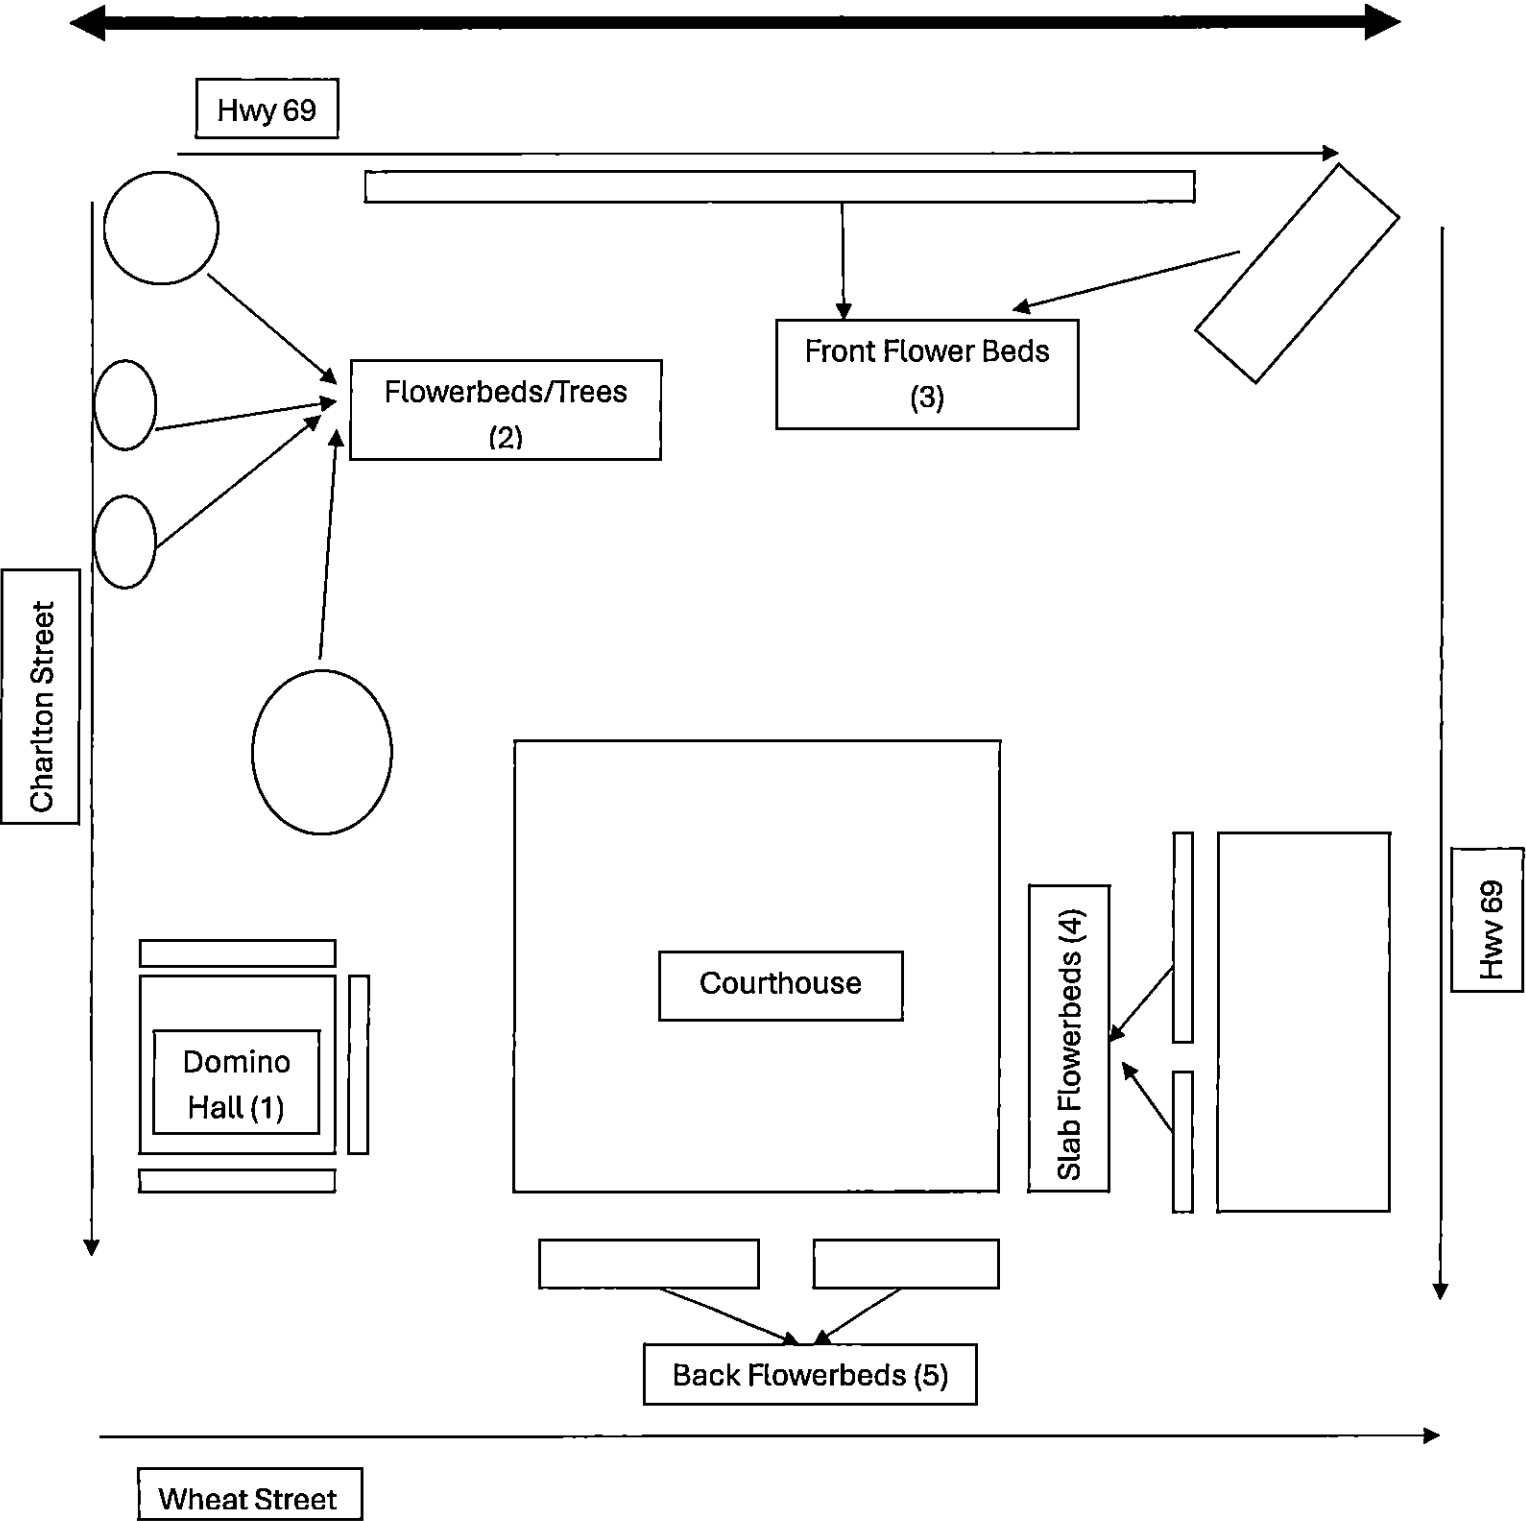 Hwy 69
Front Flower Beds
(3)
Flowerbeds/Trees
(2)
Charlton Street
Hwy 69
Slab Flowerbeds (4)
Courthouse
Domino
Hall (1)
Back Flowerbeds (5)
Wheat Street